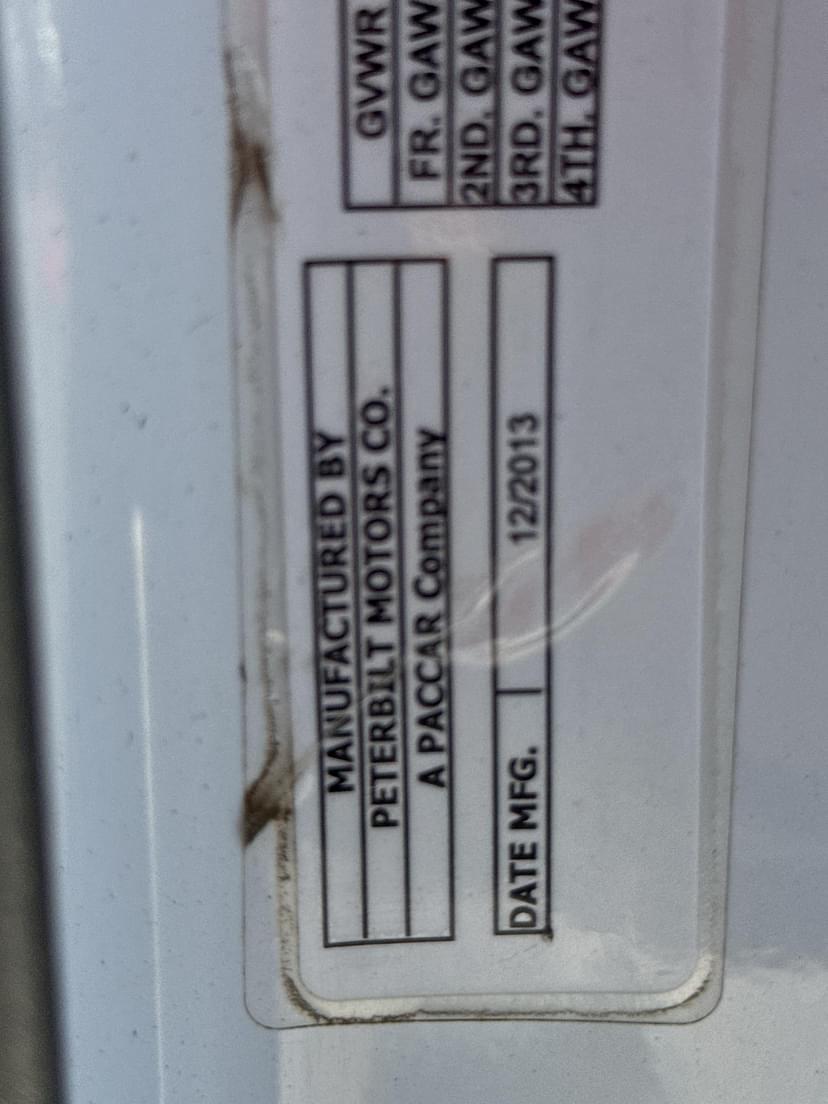 MANUFACTURED BY
PETERBILT MOTORS CO.
A PACCAR Company
DATE MFG. 12/2013
GVWR
FR. GAW
2ND. GAW
3RD. GAW
4TH. GAW